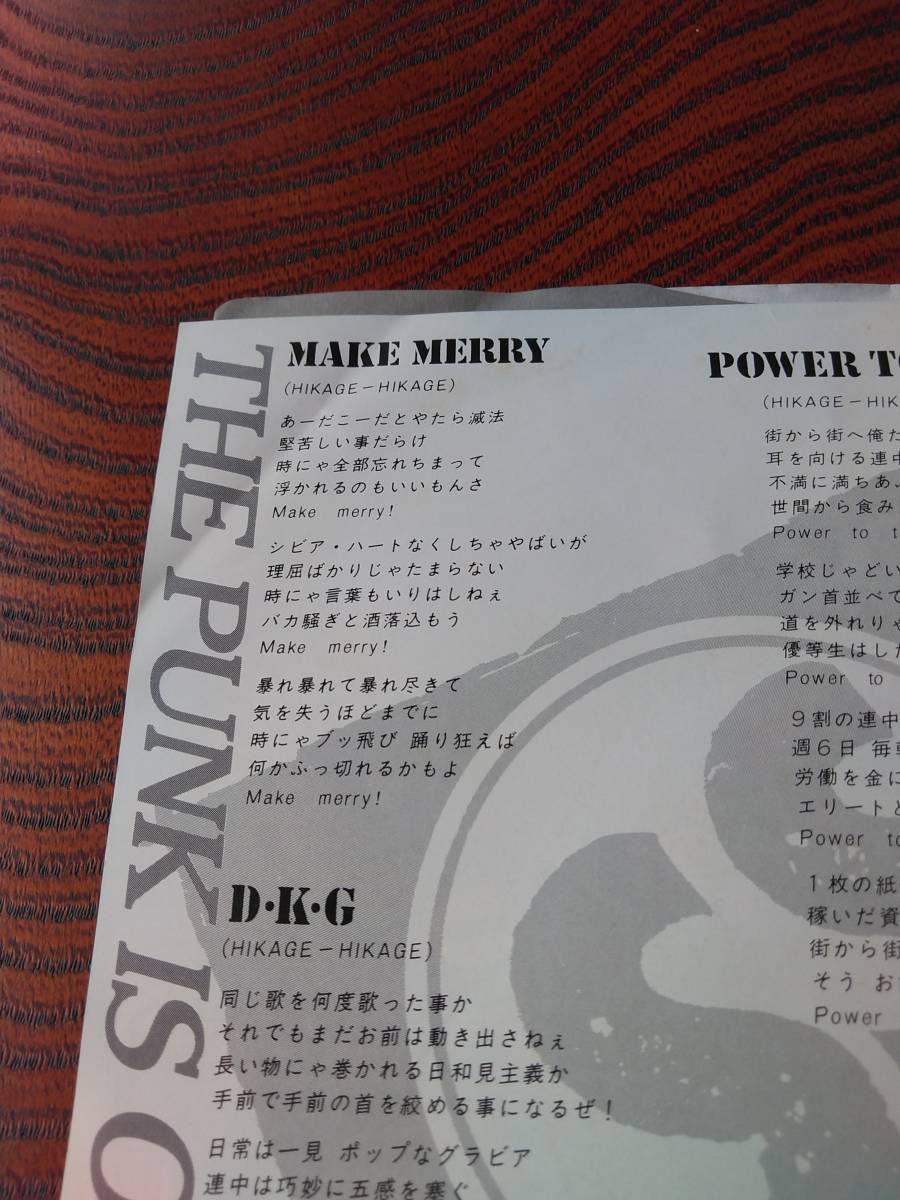 THE PUNK IS O
MAKE MERRY
(HIKAGE－HIKAGE)
あーだこーだとやたら滅法
堅苦しい事だらけ
時にゃ全部忘れちまって
浮かれるのもいいもんさ
Make merry!
シビア・ハートなくしちゃやばいが
理屈ばかりじゃたまらない
時にゃ言葉もいりはしねぇ
バカ騒ぎと洒落込もう
Make merry!
暴れ暴れて暴れ尽きて
気を失うほどまでに
時にゃブッ飛び 踊り狂えば
何かふっ切れるかもよ
Make merry!
D・K・G
(HIKAGE－HIKAGE)
同じ歌を何度歌った事か
それでもまだお前は動き出さねぇ
長い物にゃ巻かれる日和見主義か
手前で手前の首を絞める事になるぜ！
日常は一見 ポップなグラビア
連中は巧妙に五感を塞ぐ
POWER TO
(HIKAGE－HIK
街から街へ俺た
耳を向ける連中
不満に満ちあふ
世間から食み
Power to t
学校じゃどい
ガン首並べて
道を外れりゃ
優等生はした
Power to
9割の連中
週6日 毎朝
労働を金に
エリートと
Power to
1枚の紙
稼いだ資
街から街
そう お
Power